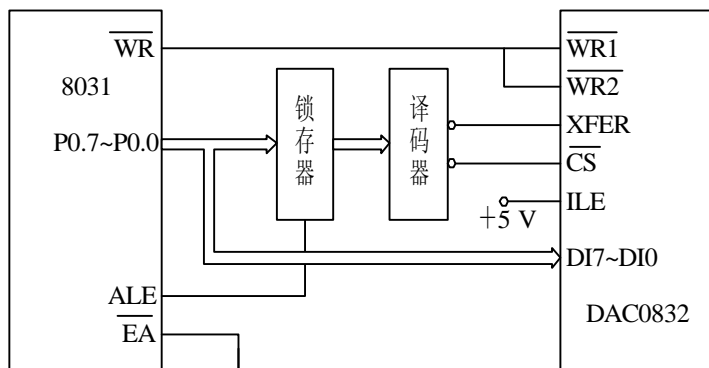 WR
8031
P0.7~P0.0
ALE
EA
锁存器
译码器
WR1
WR2
XFER
CS
ILE
+5 V
DI7~DI0
DAC0832